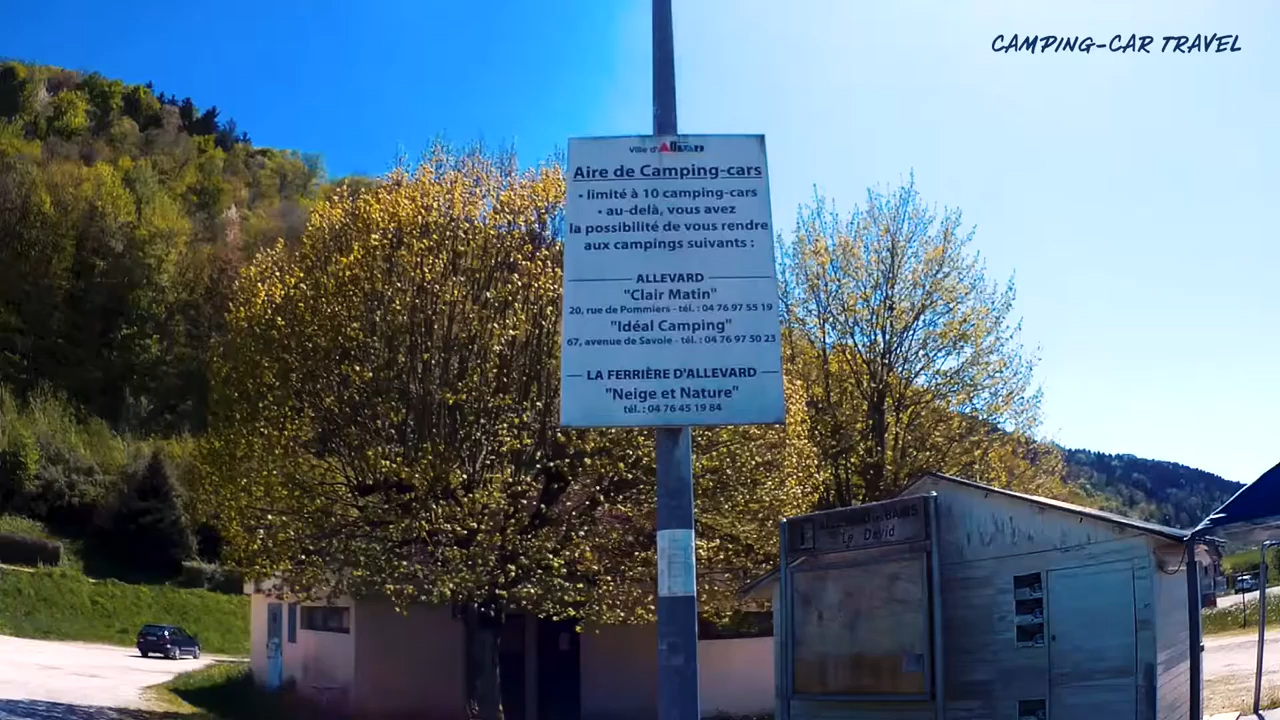 CAMPING-CAR TRAVEL
Ville d'Allevard
Aire de Camping-cars
• limité à 10 camping-cars
• au-delà, vous avez
la possibilité de vous rendre
aux campings suivants :
ALLEVARD
"Clair Matin"
20, rue de Pommiers - tél. : 04 76 97 55 19
"Idéal Camping"
67, avenue de Savoie - tél. : 04 76 97 50 23
LA FERRIÈRE D'ALLEVARD
"Neige et Nature"
tél. : 04 76 45 19 84
Le David